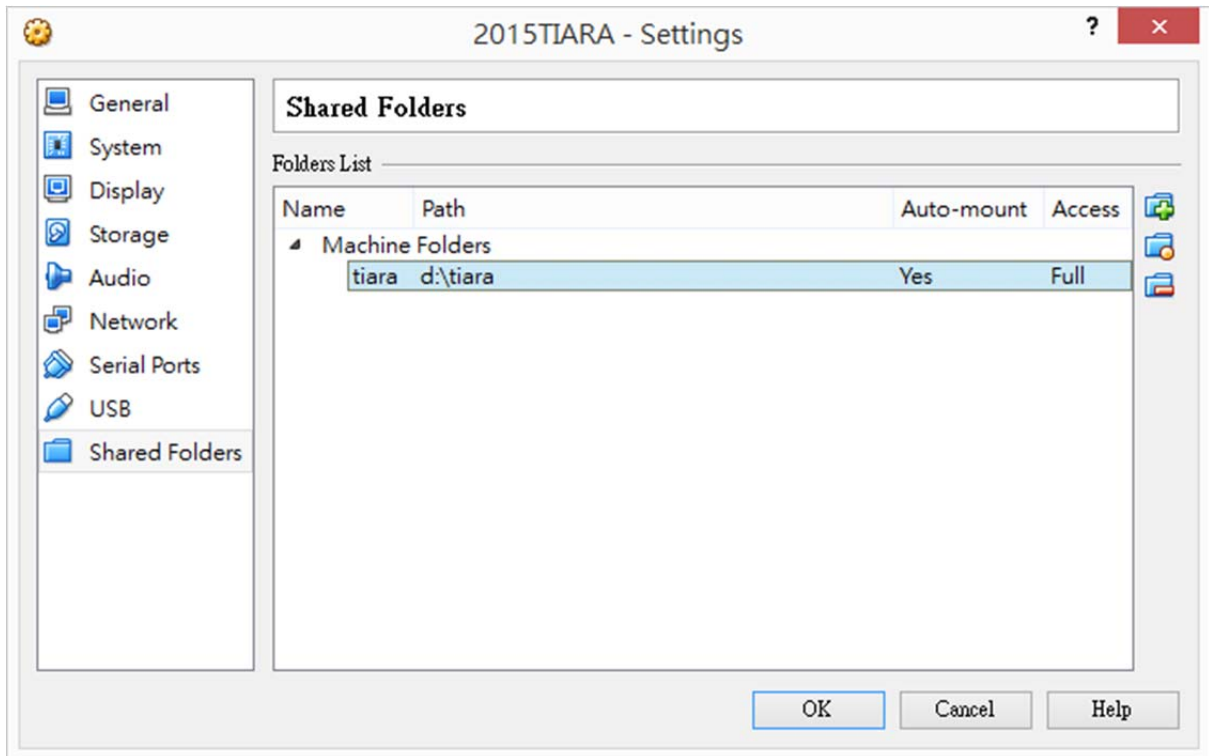 2015TIARA - Settings
?
General
System
Display
Storage
Audio
Network
Serial Ports
USB
Shared Folders
Shared Folders
Folders List
Name Path Auto-mount Access
Machine Folders
tiara d:\tiara Yes Full
OK Cancel Help